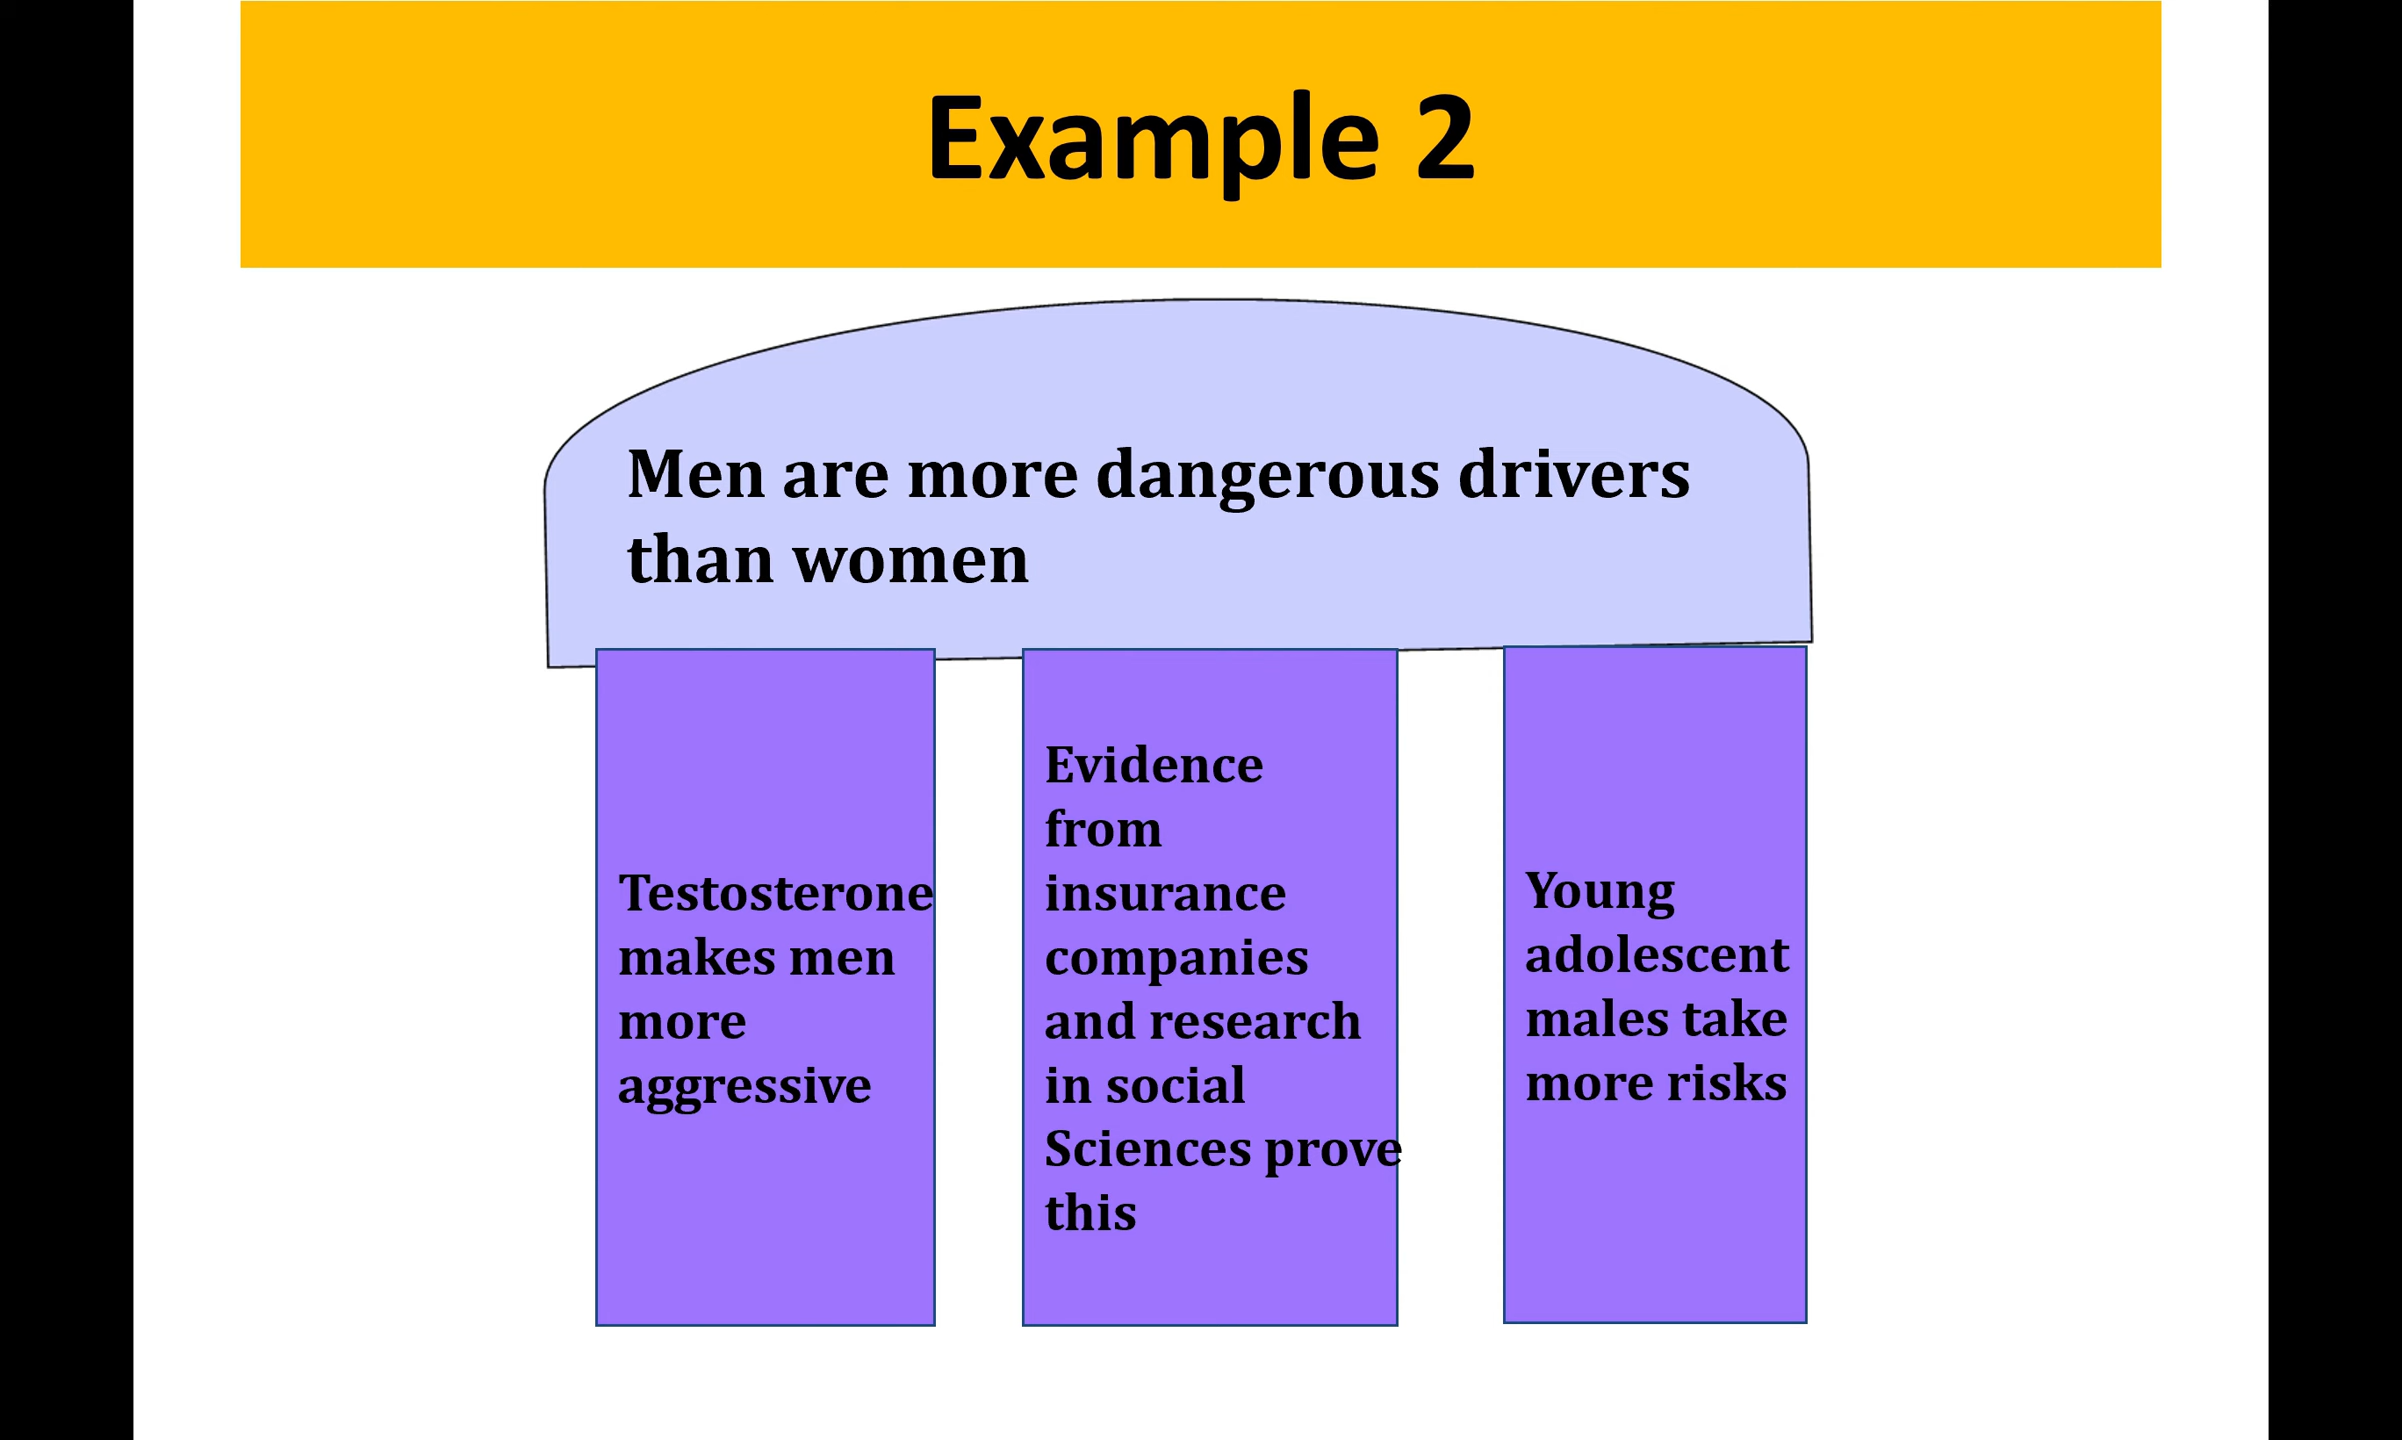 Example 2
Men are more dangerous drivers
than women
Testosterone
makes men
more
aggressive
Evidence
from
insurance
companies
and research
in social
Sciences prove
this
Young
adolescent
males take
more risks